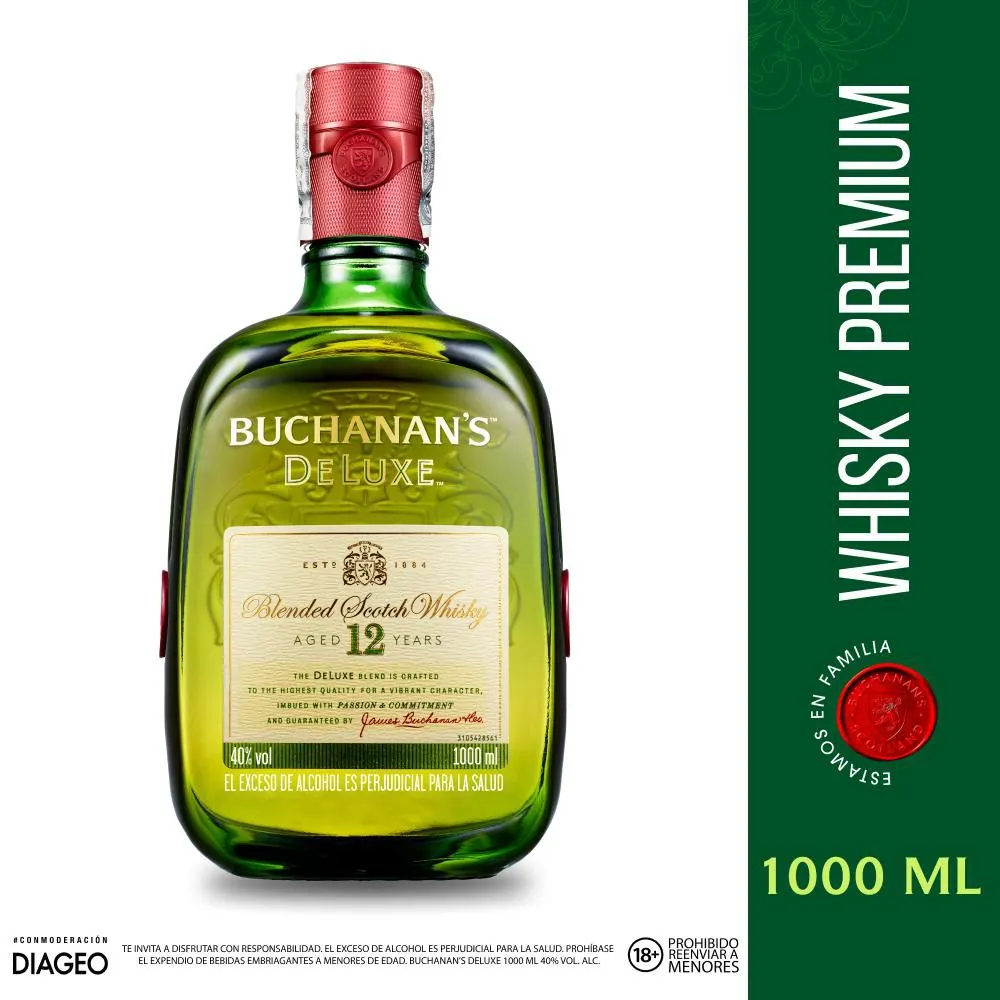 BUCHANAN'S™
DELUXE™
ESTD 1884
Blended Scotch Whisky
AGED 12 YEARS
THE DELUXE BLEND IS CRAFTED
TO THE HIGHEST QUALITY FOR A VIBRANT CHARACTER,
IMBUED WITH PASSION & COMMITMENT
AND GUARANTEED BY James Buchanan & Co.
3105428561
40% vol 1000 ml
EL EXCESO DE ALCOHOL ES PERJUDICIAL PARA LA SALUD
WHISKY PREMIUM
ESTAMOS EN FAMILIA
BUCHANAN'S
1000 ML
#CONMODERACIÓN
DIAGEO
TE INVITA A DISFRUTAR CON RESPONSABILIDAD. EL EXCESO DE ALCOHOL ES PERJUDICIAL PARA LA SALUD. PROHÍBASE
EL EXPENDIO DE BEBIDAS EMBRIAGANTES A MENORES DE EDAD. BUCHANAN'S DELUXE 1000 ML 40% VOL. ALC.
18+
PROHIBIDO
REENVIAR A
MENORES